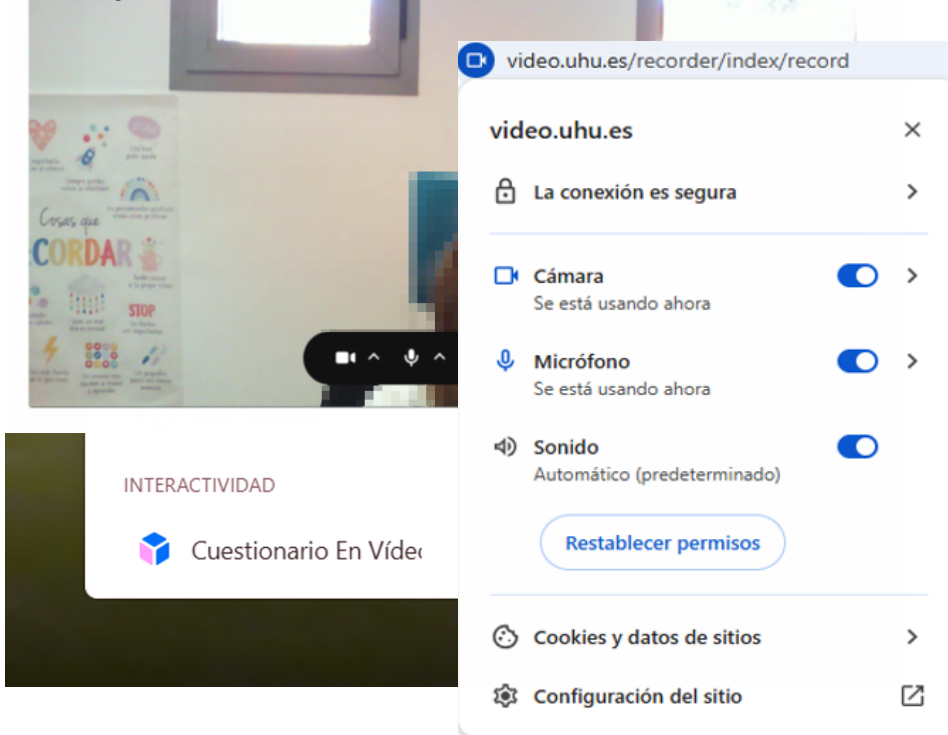 video.uhu.es/recorder/index/record
video.uhu.es
La conexión es segura
Cámara
Se está usando ahora
Micrófono
Se está usando ahora
Sonido
Automático (predeterminado)
Restablecer permisos
Cookies y datos de sitios
Configuración del sitio
Cosas que
CORDAR
STOP
INTERACTIVIDAD
Cuestionario En Víde